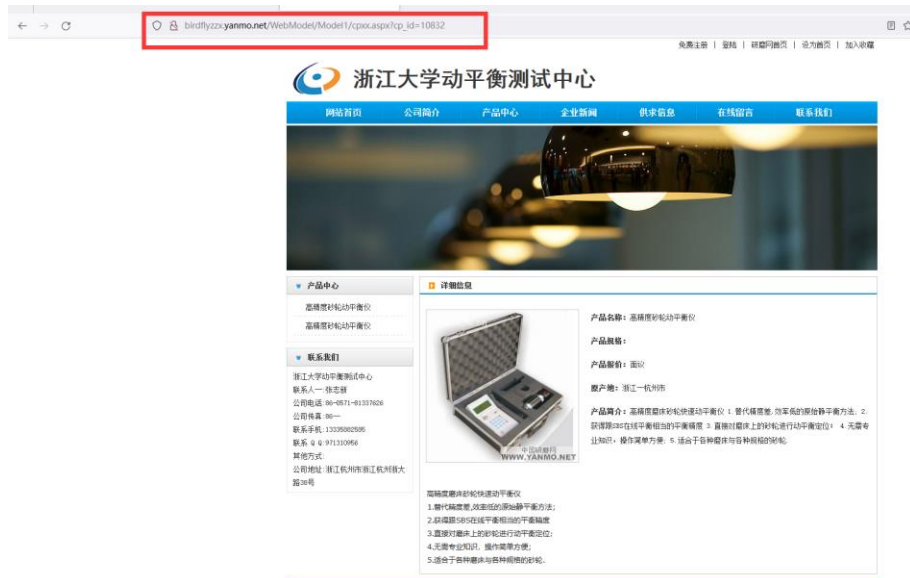 birdflyzzx.yanmo.net/WebModel/Model1/cpxx.aspx?cp_id=10832
免费注册 | 登陆 | 研磨网首页 | 设为首页 | 加入收藏
浙江大学动平衡测试中心
网站首页 公司简介 产品中心 企业新闻 供求信息 在线留言 联系我们
产品中心
高精度砂轮动平衡仪
高精度砂轮动平衡仪
联系我们
浙江大学动平衡测试中心
联系人一:张志新
公司电话:86-0571-81337626
公司传真:86—
联系手机:13335882585
联系QQ:971310956
其他方式:
公司地址:浙江杭州市浙江杭州浙大
路38号
详细信息
中国研磨网
WWW.YANMO.NET
产品名称：高精度砂轮动平衡仪
产品规格：
产品报价：面议
原产地：浙江—杭州市
产品简介：高精度磨床砂轮快速动平衡仪 1.替代精度差,效率低的原始静平衡方法; 2.
获得跟SBS在线平衡相当的平衡精度 3.直接对磨床上的砂轮进行动平衡定位; 4.无需专
业知识，操作简单方便; 5.适合于各种磨床与各种规格的砂轮.
高精度磨床砂轮快速动平衡仪
1.替代精度差,效率低的原始静平衡方法;
2.获得跟SBS在线平衡相当的平衡精度
3.直接对磨床上的砂轮进行动平衡定位;
4.无需专业知识，操作简单方便;
5.适合于各种磨床与各种规格的砂轮.